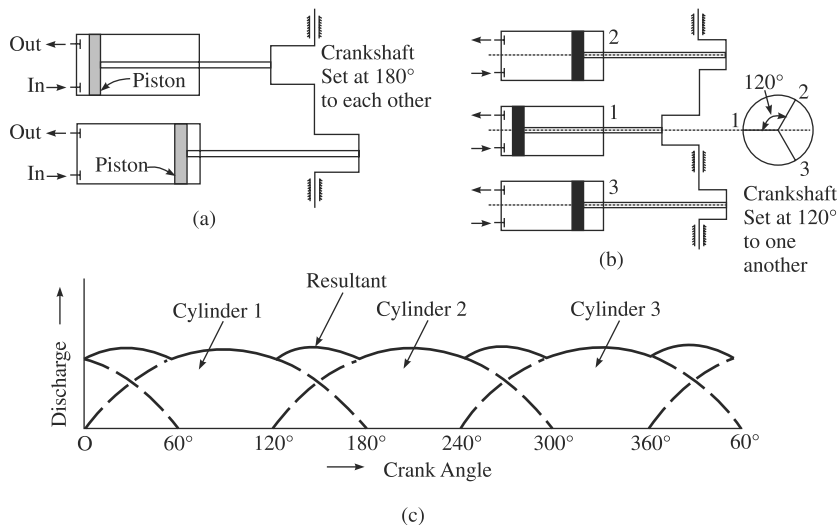 Out
In
Piston
Crankshaft
Set at 180°
to each other
Out
In
Piston
(a)
2
1
3
120°
1
2
3
Crankshaft
Set at 120°
to one
another
(b)
Discharge
Cylinder 1
Resultant
Cylinder 2
Cylinder 3
O 60° 120° 180° 240° 300° 360° 60°
Crank Angle
(c)